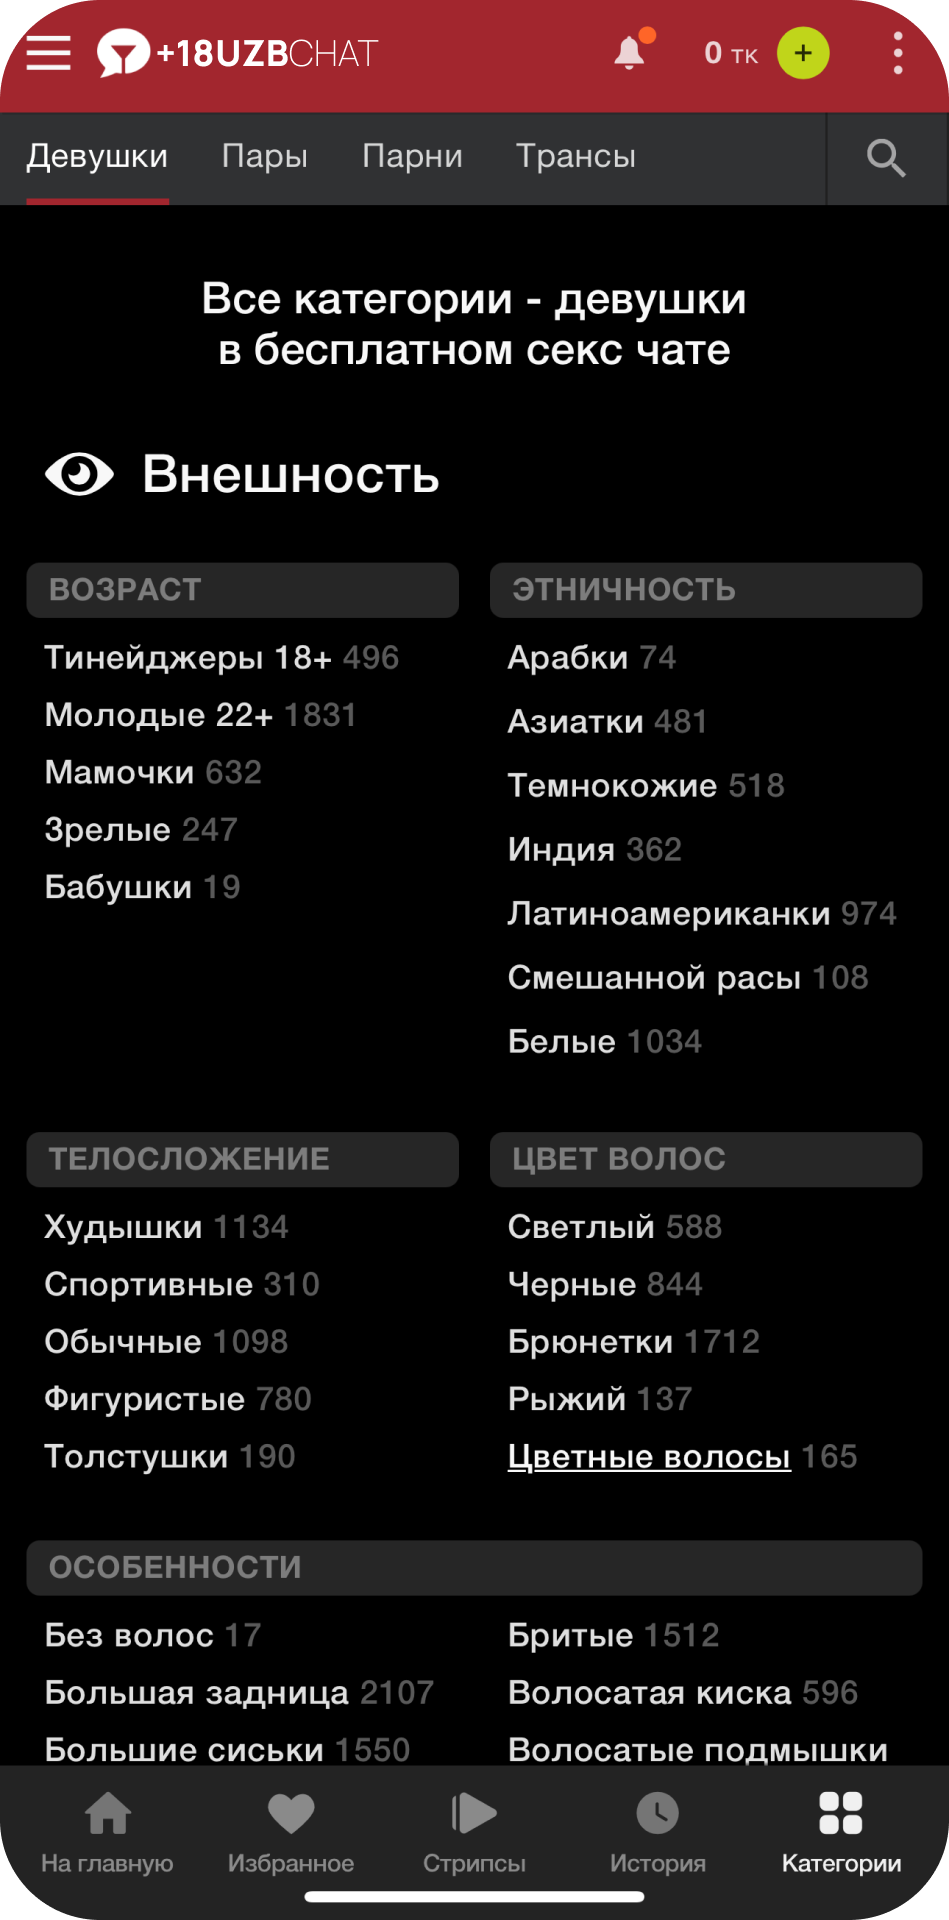 +18UZBCHAT
0 тк +
Девушки Пары Парни Трансы
Все категории - девушки
в бесплатном секс чате
Внешность
ВОЗРАСТ
Тинейджеры 18+ 496
Молодые 22+ 1831
Мамочки 632
Зрелые 247
Бабушки 19
ЭТНИЧНОСТЬ
Арабки 74
Азиатки 481
Темнокожие 518
Индия 362
Латиноамериканки 974
Смешанной расы 108
Белые 1034
ТЕЛОСЛОЖЕНИЕ
Худышки 1134
Спортивные 310
Обычные 1098
Фигуристые 780
Толстушки 190
ЦВЕТ ВОЛОС
Светлый 588
Черные 844
Брюнетки 1712
Рыжий 137
Цветные волосы 165
ОСОБЕННОСТИ
Без волос 17
Большая задница 2107
Большие сиськи 1550
Бритые 1512
Волосатая киска 596
Волосатые подмышки
На главную Избранное Стрипсы История Категории